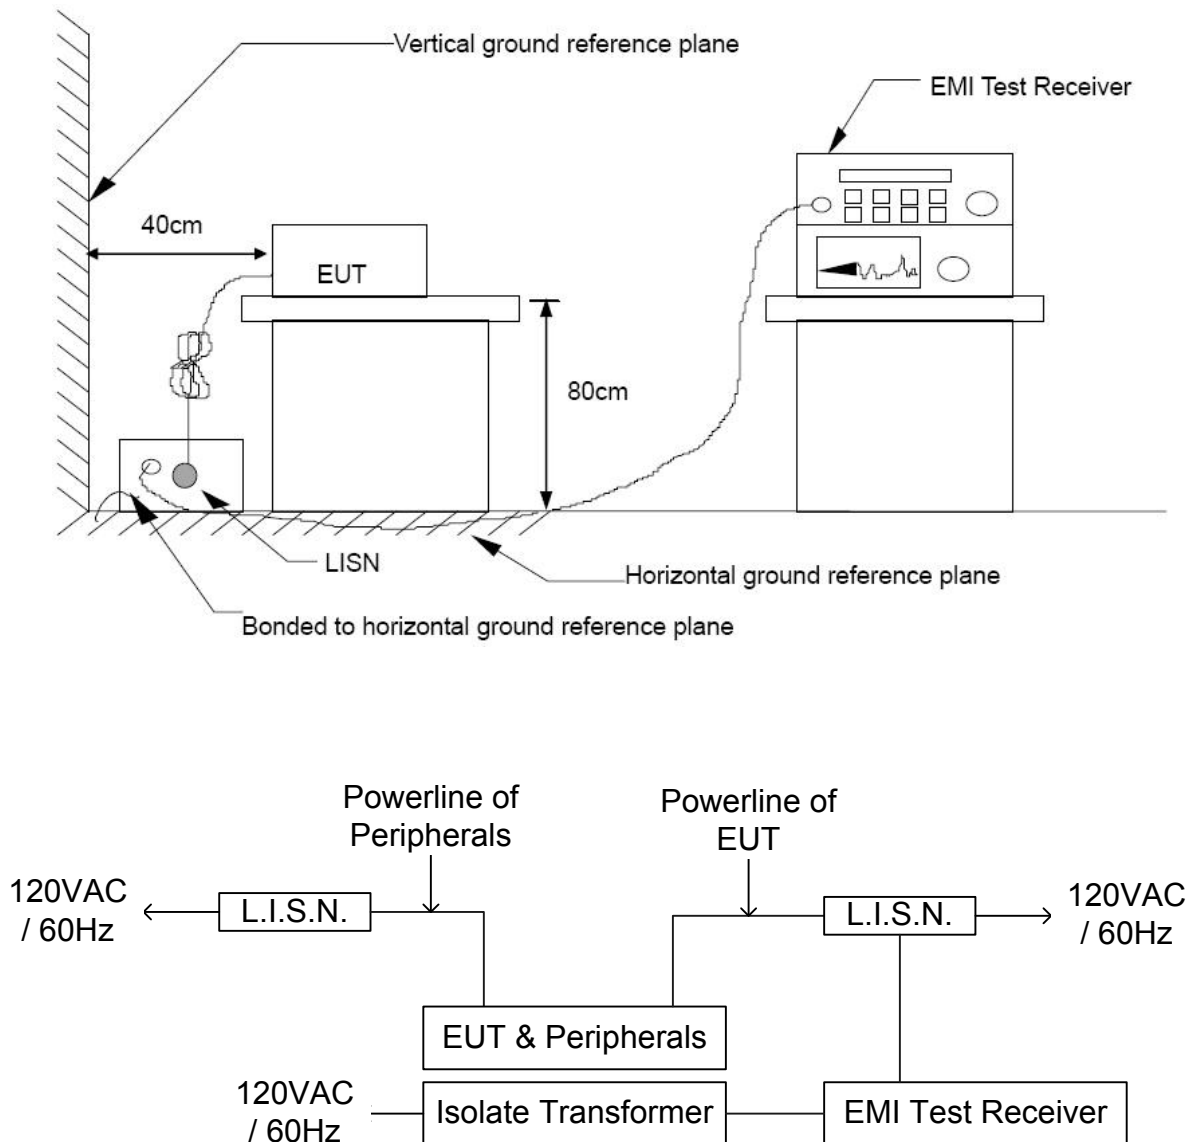 Vertical ground reference plane
EMI Test Receiver
40cm
EUT
80cm
LISN
Horizontal ground reference plane
Bonded to horizontal ground reference plane
Powerline of
Peripherals
Powerline of
EUT
120VAC
/ 60Hz
L.I.S.N.
L.I.S.N.
120VAC
/ 60Hz
EUT & Peripherals
120VAC
/ 60Hz
Isolate Transformer
EMI Test Receiver